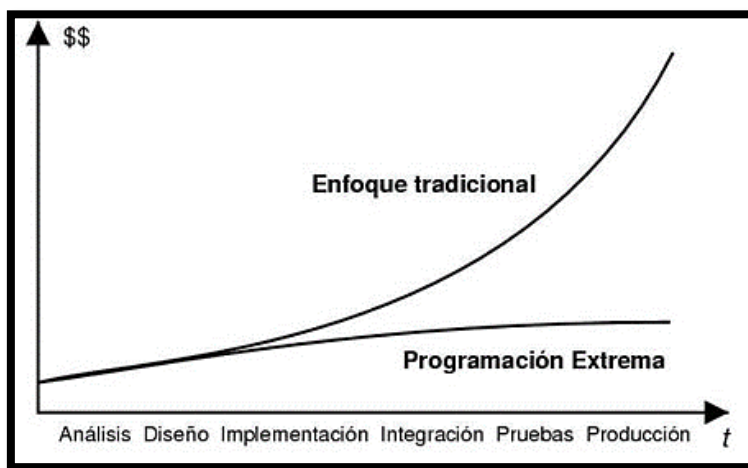 $$
Enfoque tradicional
Programación Extrema
Análisis Diseño Implementación Integración Pruebas Producción t